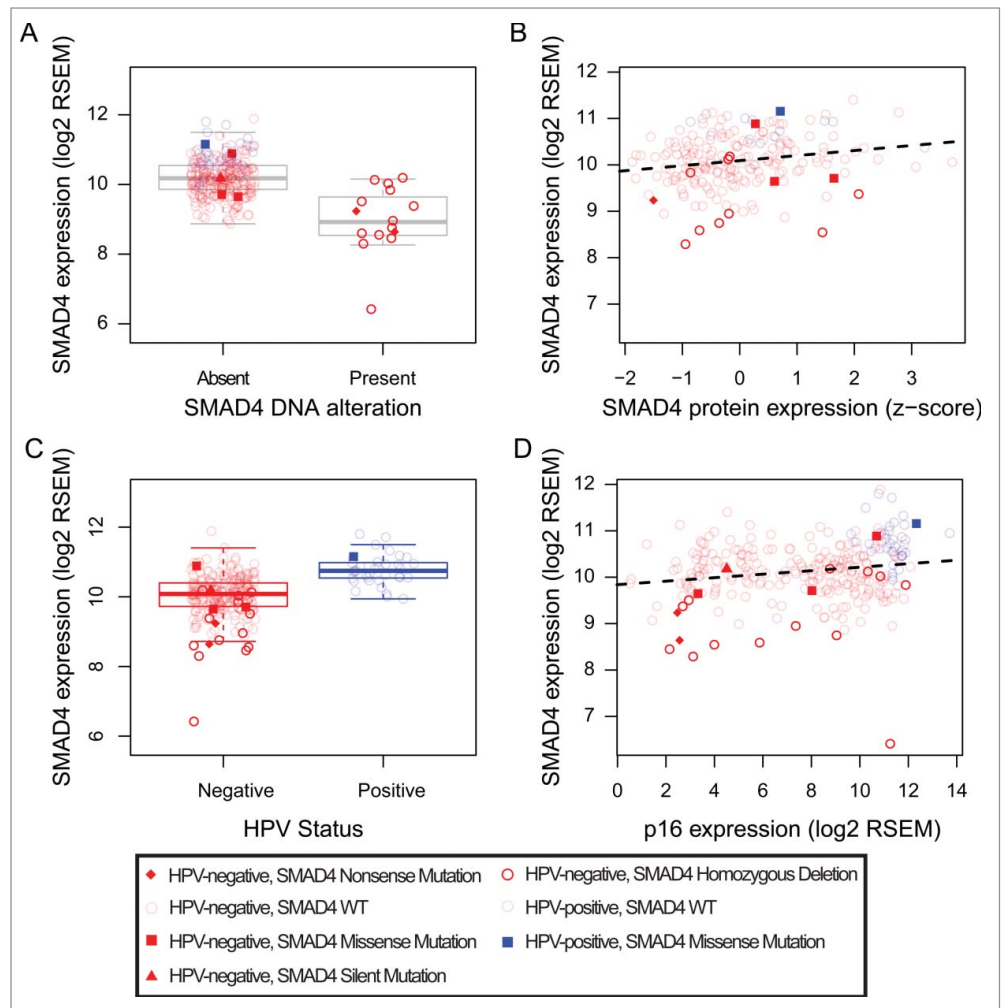 A
SMAD4 expression (log2 RSEM)
12
10
8
6
Absent
Present
SMAD4 DNA alteration
B
SMAD4 expression (log2 RSEM)
12
11
10
9
8
7
−2
−1
0
1
2
3
SMAD4 protein expression (z−score)
C
SMAD4 expression (log2 RSEM)
12
10
8
6
Negative
Positive
HPV Status
D
SMAD4 expression (log2 RSEM)
12
11
10
9
8
7
0
2
4
6
8
10
12
14
p16 expression (log2 RSEM)
HPV-negative, SMAD4 Nonsense Mutation
HPV-negative, SMAD4 Homozygous Deletion
HPV-negative, SMAD4 WT
HPV-positive, SMAD4 WT
HPV-negative, SMAD4 Missense Mutation
HPV-positive, SMAD4 Missense Mutation
HPV-negative, SMAD4 Silent Mutation